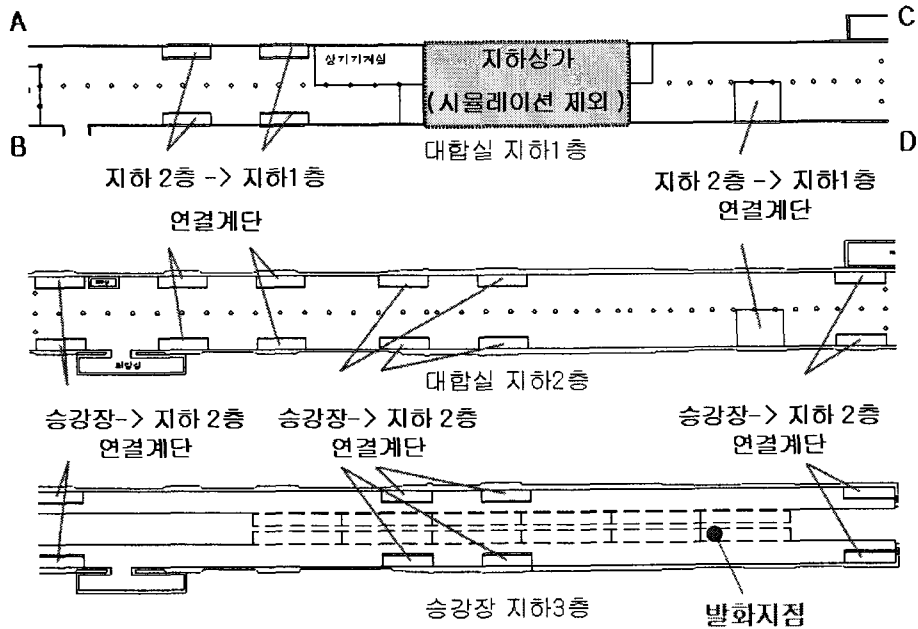 A
C
지하상가
(시뮬레이션 제외)
B
D
대합실 지하1층
지하 2층 -> 지하1층
연결계단
지하 2층 -> 지하1층
연결계단
대합실 지하2층
승강장-> 지하 2층
연결계단
승강장-> 지하 2층
연결계단
승강장-> 지하 2층
연결계단
승강장 지하3층
발화지점